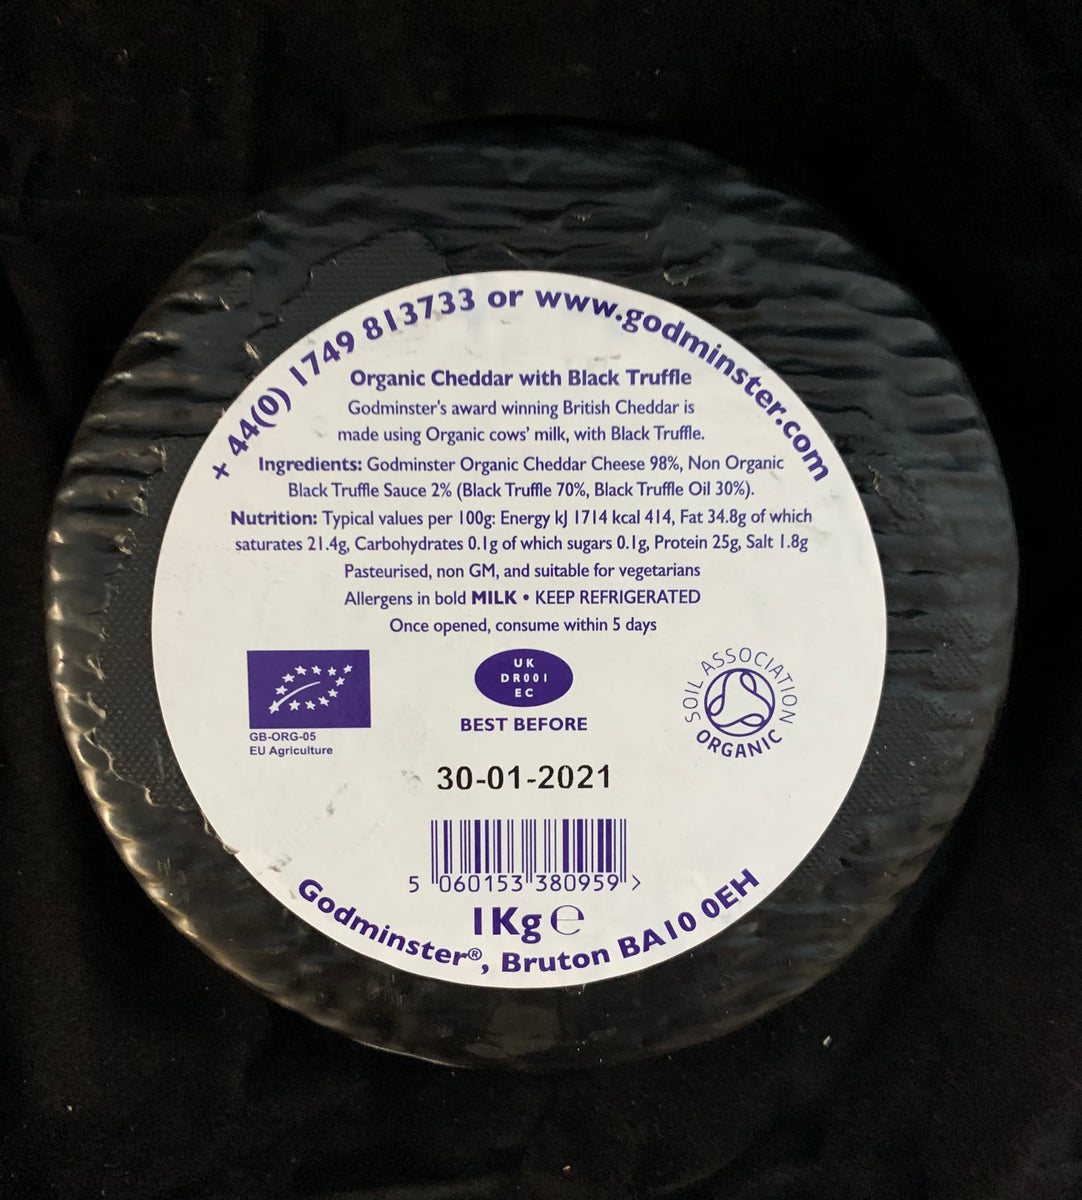 + 44(0) 1749 813733 or www.godminster.com
Organic Cheddar with Black Truffle
Godminster's award winning British Cheddar is
made using Organic cows' milk, with Black Truffle.
Ingredients: Godminster Organic Cheddar Cheese 98%, Non Organic
Black Truffle Sauce 2% (Black Truffle 70%, Black Truffle Oil 30%).
Nutrition: Typical values per 100g: Energy kJ 1714 kcal 414, Fat 34.8g of which
saturates 21.4g, Carbohydrates 0.1g of which sugars 0.1g, Protein 25g, Salt 1.8g
Pasteurised, non GM, and suitable for vegetarians
Allergens in bold MILK • KEEP REFRIGERATED
Once opened, consume within 5 days
GB-ORG-05
EU Agriculture
UK
DR001
EC
BEST BEFORE
SOIL ASSOCIATION
ORGANIC
30-01-2021
5 060153 380959 >
1Kg ℮
Godminster®, Bruton BA10 0EH